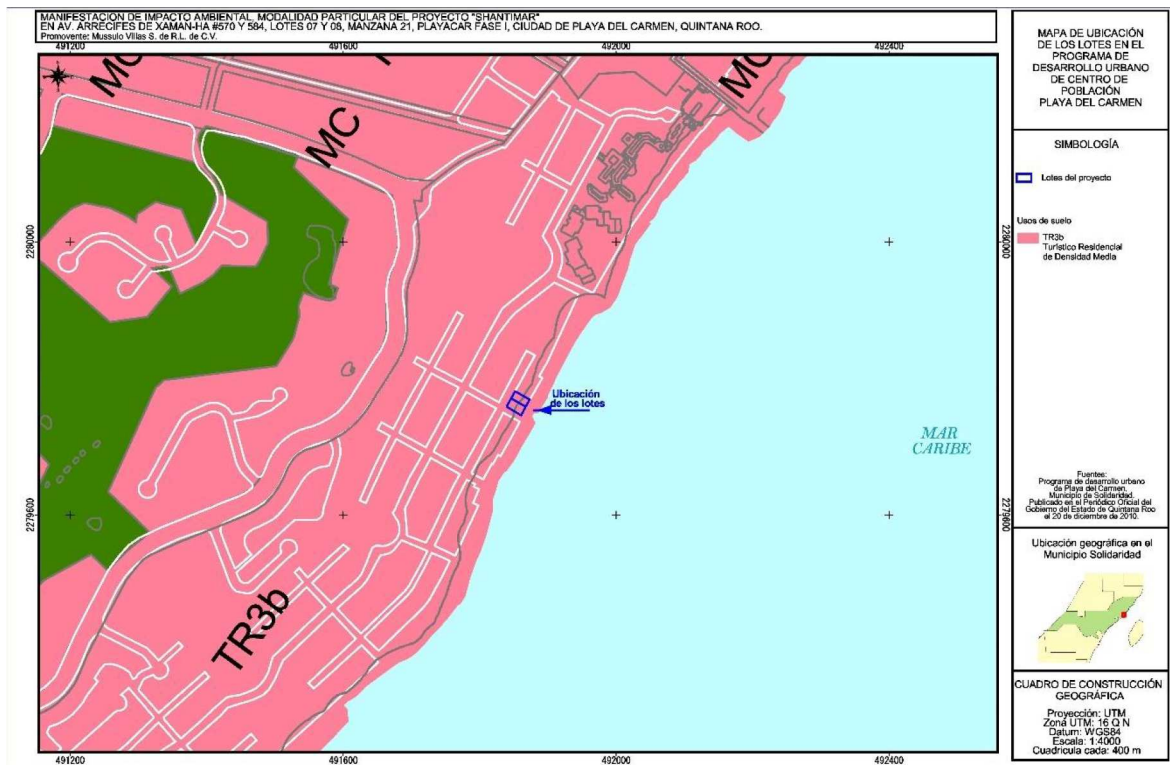 MANIFESTACION DE IMPACTO AMBIENTAL, MODALIDAD PARTICULAR DEL PROYECTO "SHANTIMAR"
EN AV. ARRECIFES DE XAMAN-HA #570 Y 584, LOTES 07 Y 08, MANZANA 21, PLAYACAR FASE I, CIUDAD DE PLAYA DEL CARMEN, QUINTANA ROO.
Promovente: Mussulo Villas S. de R.L. de C.V.
491200
491600
492000
492400
MC
MC
MC
2280000
2280000
Ubicación
de los lotes
MAR
CARIBE
2279600
2279600
TR3b
491200
491600
492000
492400
MAPA DE UBICACIÓN
DE LOS LOTES EN EL
PROGRAMA DE
DESARROLLO URBANO
DE CENTRO DE
POBLACIÓN
PLAYA DEL CARMEN
SIMBOLOGÍA
Lotes del proyecto
Usos de suelo
TR3b
Turístico Residencial
de Densidad Media
Fuentes:
Programa de desarrollo urbano
de Playa del Carmen.
Municipio de Solidaridad.
Publicado en el Periódico Oficial del
Gobierno del Estado de Quintana Roo
el 20 de diciembre de 2010.
Ubicación geográfica en el
Municipio Solidaridad
CUADRO DE CONSTRUCCIÓN
GEOGRÁFICA
Proyección: UTM
Zona UTM: 16 Q N
Datum: WGS84
Escala: 1:4000
Cuadrícula cada: 400 m